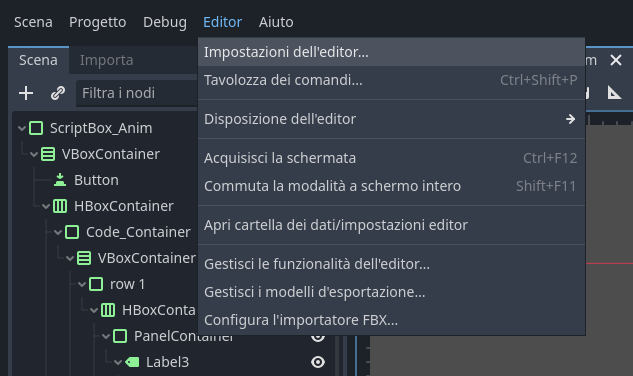 Scena Progetto Debug Editor Aiuto
Scena Importa
Filtra i nodi
ScriptBox_Anim
VBoxContainer
Button
HBoxContainer
Code_Container
VBoxContainer
row 1
HBoxConta
PanelContainer
Label3
Impostazioni dell'editor...
Tavolozza dei comandi... Ctrl+Shift+P
Disposizione dell'editor
Acquisisci la schermata Ctrl+F12
Commuta la modalità a schermo intero Shift+F11
Apri cartella dei dati/impostazioni editor
Gestisci le funzionalità dell'editor...
Gestisci i modelli d'esportazione...
Configura l'importatore FBX...